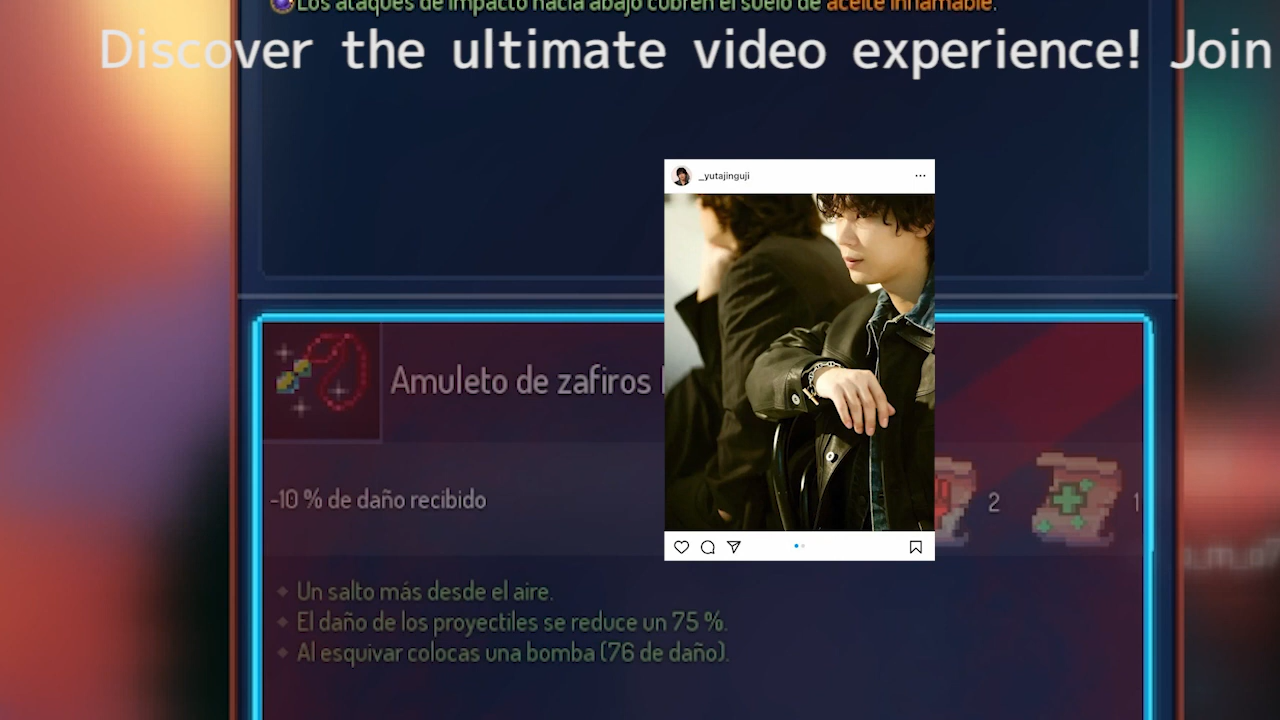 Los ataques de impacto hacia abajo cubren el suelo de aceite inflamable.
Discover the ultimate video experience! Join
_yutajinguji
Amuleto de zafiros
-10 % de daño recibido
2
1
Un salto más desde el aire.
El daño de los proyectiles se reduce un 75 %.
Al esquivar colocas una bomba (76 de daño).